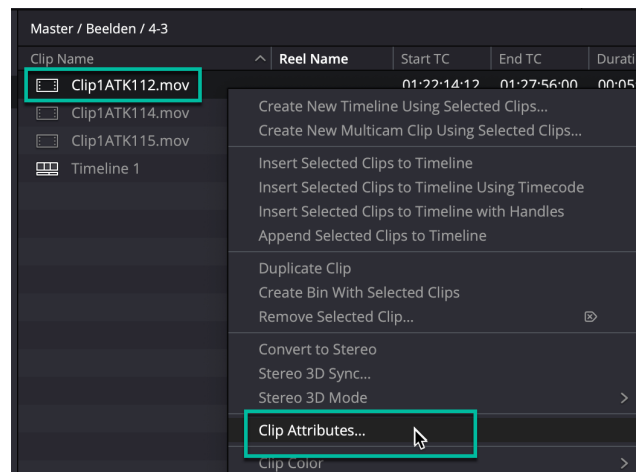 Master / Beelden / 4-3
Clip Name Reel Name Start TC End TC Durati
Clip1ATK112.mov 01:22:14:12 01:27:56:00 00:05
Clip1ATK114.mov
Clip1ATK115.mov
Timeline 1
Create New Timeline Using Selected Clips...
Create New Multicam Clip Using Selected Clips...
Insert Selected Clips to Timeline
Insert Selected Clips to Timeline Using Timecode
Insert Selected Clips to Timeline with Handles
Append Selected Clips to Timeline
Duplicate Clip
Create Bin With Selected Clips
Remove Selected Clip...
Convert to Stereo
Stereo 3D Sync...
Stereo 3D Mode
Clip Attributes...
Clip Color